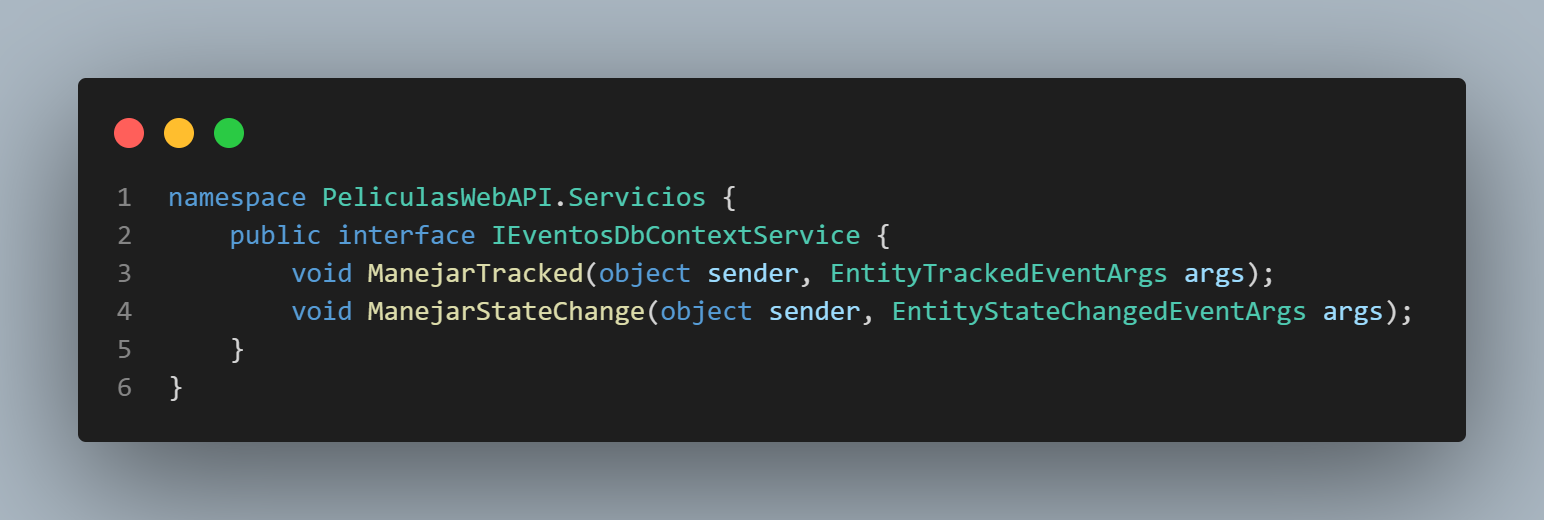 1 namespace PeliculasWebAPI.Servicios {
2     public interface IEventosDbContextService {
3         void ManejarTracked(object sender, EntityTrackedEventArgs args);
4         void ManejarStateChange(object sender, EntityStateChangedEventArgs args);
5     }
6 }